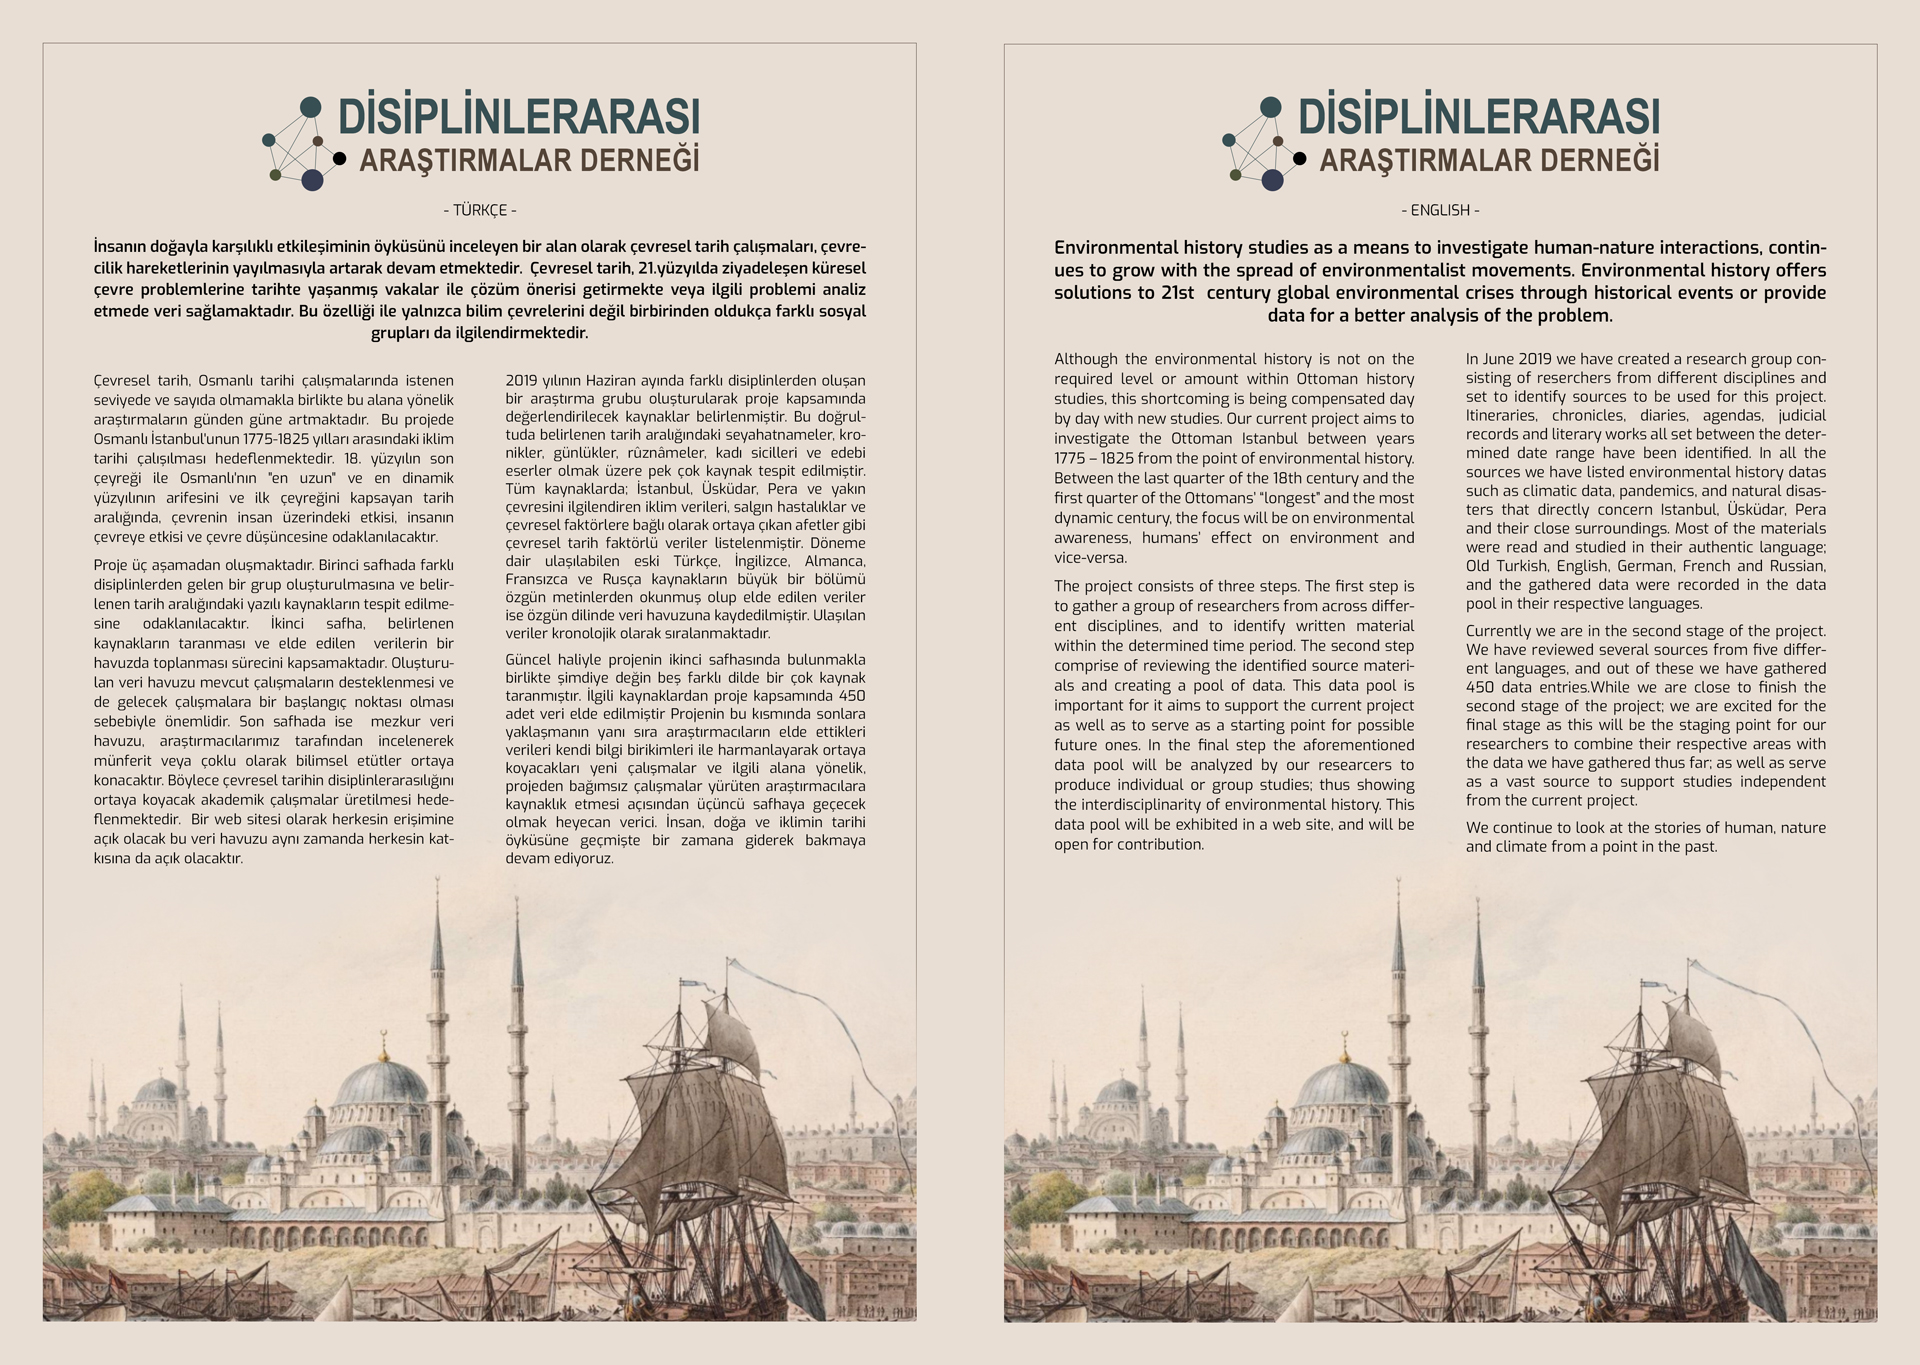 DİSİPLİNLERARASI
ARAŞTIRMALAR DERNEĞİ
- TÜRKÇE -
İnsanın doğayla karşılıklı etkileşiminin öyküsünü inceleyen bir alan olarak çevresel tarih çalışmaları, çevre-
cilik hareketlerinin yayılmasıyla artarak devam etmektedir.  Çevresel tarih, 21.yüzyılda ziyadeleşen küresel
çevre problemlerine tarihte yaşanmış vakalar ile çözüm önerisi getirmekte veya ilgili problemi analiz
etmede veri sağlamaktadır. Bu özelliği ile yalnızca bilim çevrelerini değil birbirinden oldukça farklı sosyal
grupları da ilgilendirmektedir.
Çevresel tarih, Osmanlı tarihi çalışmalarında istenen
seviyede ve sayıda olmamakla birlikte bu alana yönelik
araştırmaların günden güne artmaktadır.  Bu projede
Osmanlı İstanbul'unun 1775-1825 yılları arasındaki iklim
tarihi çalışılması hedeflenmektedir. 18. yüzyılın son
çeyreği ile Osmanlı'nın "en uzun" ve en dinamik
yüzyılının arifesini ve ilk çeyreğini kapsayan tarih
aralığında, çevrenin insan üzerindeki etkisi, insanın
çevreye etkisi ve çevre düşüncesine odaklanılacaktır.
Proje üç aşamadan oluşmaktadır. Birinci safhada farklı
disiplinlerden gelen bir grup oluşturulmasına ve belir-
lenen tarih aralığındaki yazılı kaynakların tespit edilme-
sine odaklanılacaktır. İkinci safha, belirlenen
kaynakların taranması ve elde edilen  verilerin bir
havuzda toplanması sürecini kapsamaktadır. Oluşturu-
lan veri havuzu mevcut çalışmaların desteklenmesi ve
de gelecek çalışmalara bir başlangıç noktası olması
sebebiyle önemlidir. Son safhada ise  mezkur veri
havuzu, araştırmacılarımız tarafından incelenerek
münferit veya çoklu olarak bilimsel etütler ortaya
konacaktır. Böylece çevresel tarihin disiplinlerarasılığını
ortaya koyacak akademik çalışmalar üretilmesi hede-
flenmektedir.  Bir web sitesi olarak herkesin erişimine
açık olacak bu veri havuzu aynı zamanda herkesin kat-
kısına da açık olacaktır.
2019 yılının Haziran ayında farklı disiplinlerden oluşan
bir araştırma grubu oluşturularak proje kapsamında
değerlendirilecek kaynaklar belirlenmiştir. Bu doğrul-
tuda belirlenen tarih aralığındaki seyahatnameler, kro-
nikler, günlükler, rûznâmeler, kadı sicilleri ve edebi
eserler olmak üzere pek çok kaynak tespit edilmiştir.
Tüm kaynaklarda; İstanbul, Üsküdar, Pera ve yakın
çevresini ilgilendiren iklim verileri, salgın hastalıklar ve
çevresel faktörlere bağlı olarak ortaya çıkan afetler gibi
çevresel tarih faktörlü veriler listelenmiştir. Döneme
dair ulaşılabilen eski Türkçe, İngilizce, Almanca,
Fransızca ve Rusça kaynakların büyük bir bölümü
özgün metinlerden okunmuş olup elde edilen veriler
ise özgün dilinde veri havuzuna kaydedilmiştir. Ulaşılan
veriler kronolojik olarak sıralanmaktadır.
Güncel haliyle projenin ikinci safhasında bulunmakla
birlikte şimdiye değin beş farklı dilde bir çok kaynak
taranmıştır. İlgili kaynaklardan proje kapsamında 450
adet veri elde edilmiştir Projenin bu kısmında sonlara
yaklaşmanın yanı sıra araştırmacıların elde ettikleri
verileri kendi bilgi birikimleri ile harmanlayarak ortaya
koyacakları yeni çalışmalar ve ilgili alana yönelik,
projeden bağımsız çalışmalar yürüten araştırmacılara
kaynaklık etmesi açısından üçüncü safhaya geçecek
olmak heyecan verici. İnsan, doğa ve iklimin tarihi
öyküsüne geçmişte bir zamana giderek bakmaya
devam ediyoruz.
DİSİPLİNLERARASI
ARAŞTIRMALAR DERNEĞİ
- ENGLISH -
Environmental history studies as a means to investigate human-nature interactions, contin-
ues to grow with the spread of environmentalist movements. Environmental history offers
solutions to 21st  century global environmental crises through historical events or provide
data for a better analysis of the problem.
Although the environmental history is not on the
required level or amount within Ottoman history
studies, this shortcoming is being compensated day
by day with new studies. Our current project aims to
investigate the Ottoman Istanbul between years
1775 – 1825 from the point of environmental history.
Between the last quarter of the 18th century and the
first quarter of the Ottomans' "longest" and the most
dynamic century, the focus will be on environmental
awareness, humans' effect on environment and
vice-versa.
The project consists of three steps. The first step is
to gather a group of researchers from across differ-
ent disciplines, and to identify written material
within the determined time period. The second step
comprise of reviewing the identified source materi-
als and creating a pool of data. This data pool is
important for it aims to support the current project
as well as to serve as a starting point for possible
future ones. In the final step the aforementioned
data pool will be analyzed by our researcers to
produce individual or group studies; thus showing
the interdisciplinarity of environmental history. This
data pool will be exhibited in a web site, and will be
open for contribution.
In June 2019 we have created a research group con-
sisting of reserchers from different disciplines and
set to identify sources to be used for this project.
Itineraries, chronicles, diaries, agendas, judicial
records and literary works all set between the deter-
mined date range have been identified. In all the
sources we have listed environmental history datas
such as climatic data, pandemics, and natural disas-
ters that directly concern Istanbul, Üsküdar, Pera
and their close surroundings. Most of the materials
were read and studied in their authentic language;
Old Turkish, English, German, French and Russian,
and the gathered data were recorded in the data
pool in their respective languages.
Currently we are in the second stage of the project.
We have reviewed several sources from five differ-
ent languages, and out of these we have gathered
450 data entries.While we are close to finish the
second stage of the project; we are excited for the
final stage as this will be the staging point for our
researchers to combine their respective areas with
the data we have gathered thus far; as well as serve
as a vast source to support studies independent
from the current project.
We continue to look at the stories of human, nature
and climate from a point in the past.